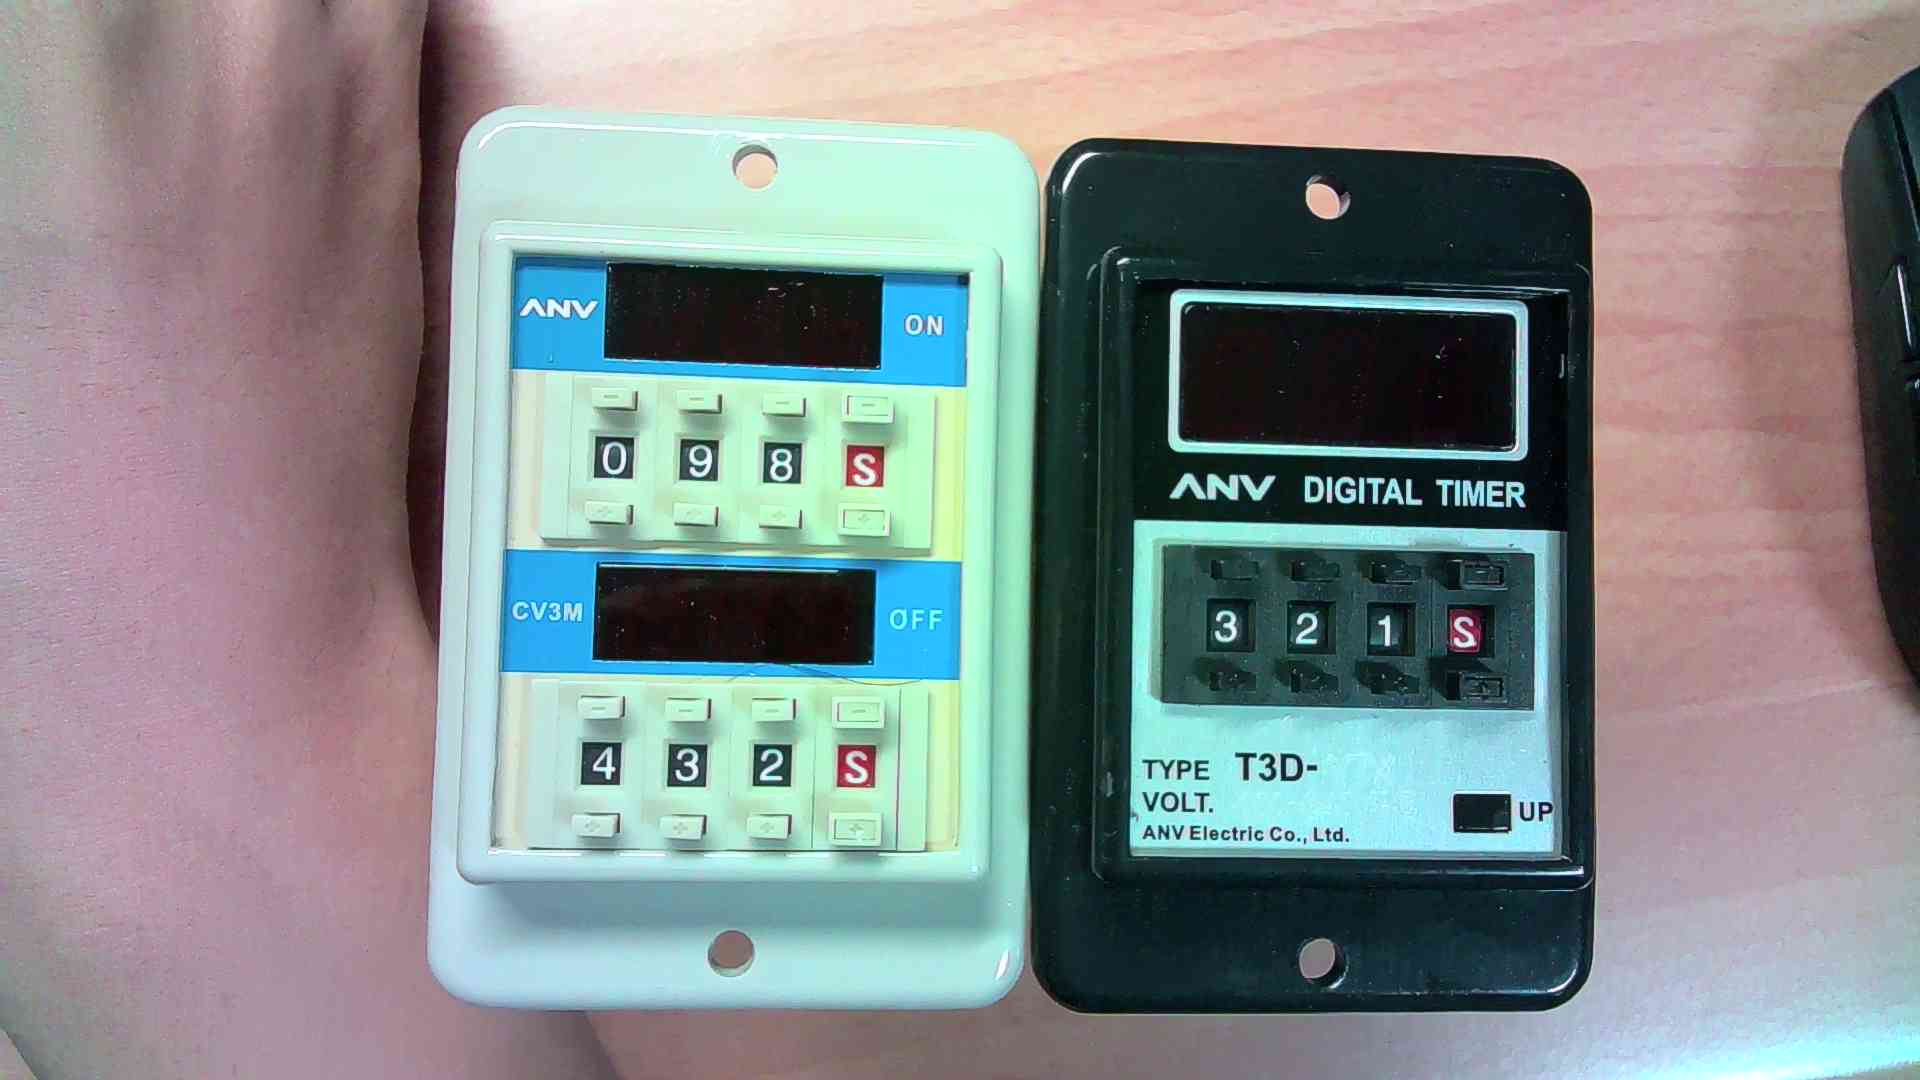 ANV ON
- - - -
0 9 8 S
+ + + +
CV3M OFF
- - - -
4 3 2 S
+ + + +
ANV DIGITAL TIMER
3 2 1 S
TYPE T3D-
VOLT.
UP
ANV Electric Co., Ltd.